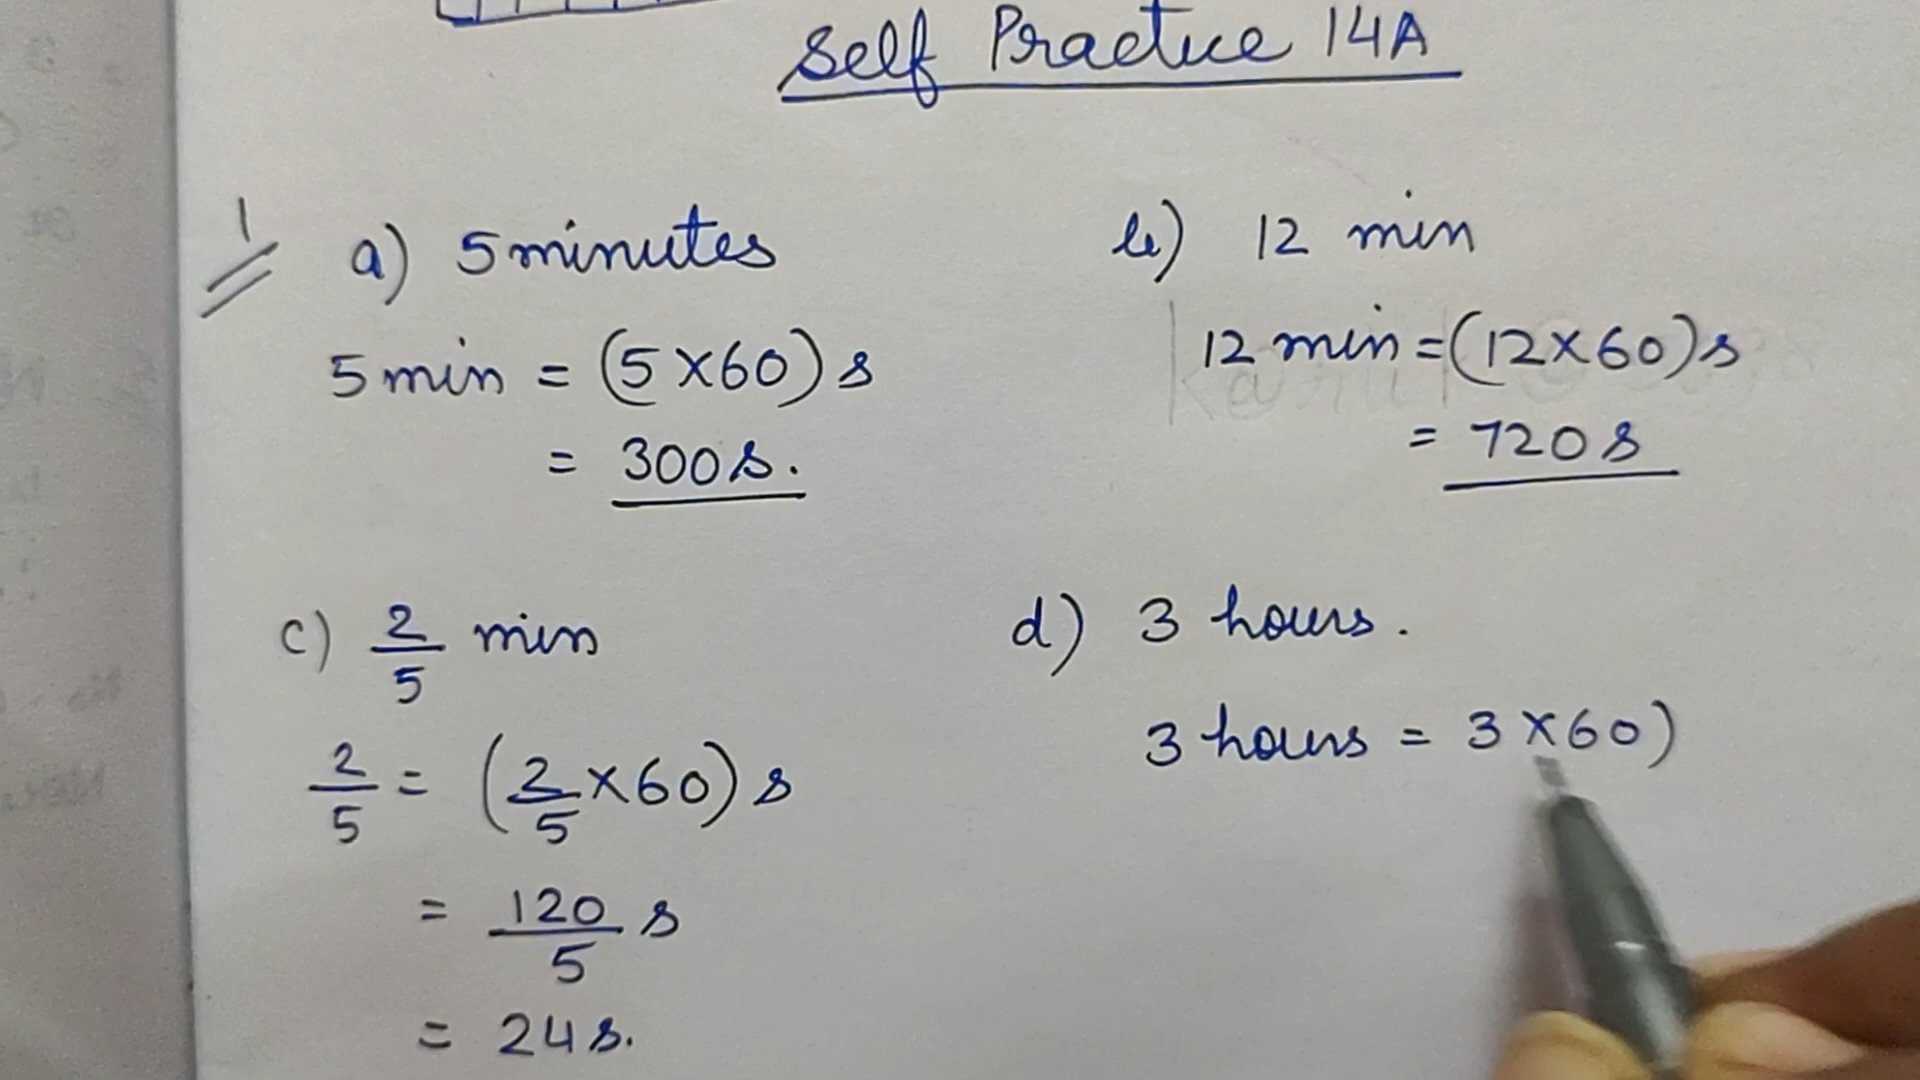 Self Practice 14A
1
a) 5 minutes
5 min = (5×60) s
= 300 s.
b) 12 min
12 min = (12×60) s
= 720 s
c) 2/5 min
2/5 = (2/5 ×60) s
= 120/5 s
= 24 s.
d) 3 hours.
3 hours = 3×60)